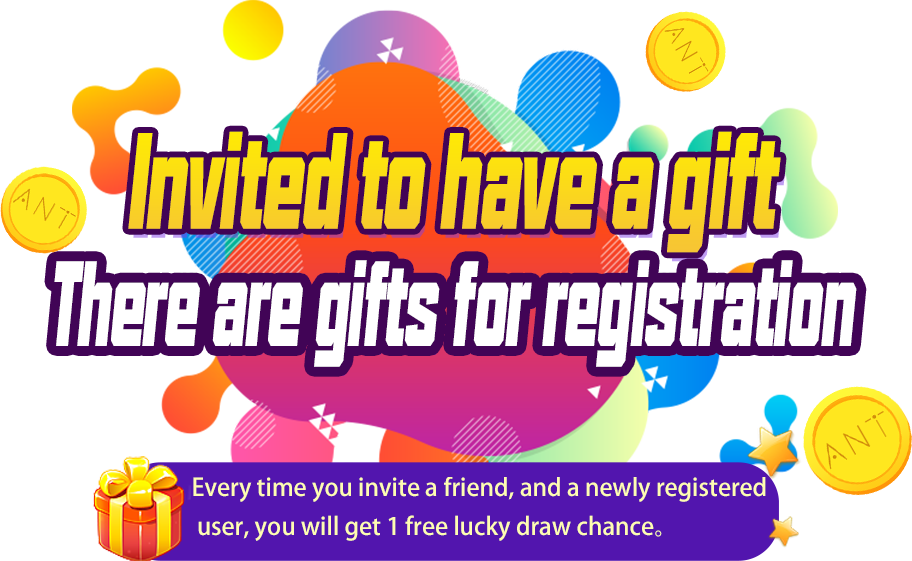 ANT
Invited to have a gift
ANT
There are gifts for registration
ANT
Every time you invite a friend, and a newly registered
user, you will get 1 free lucky draw chance。